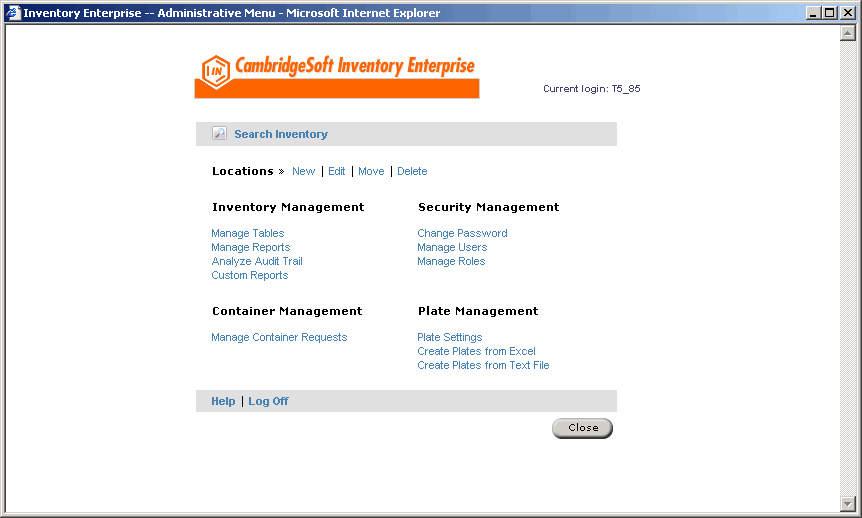 Inventory Enterprise -- Administrative Menu - Microsoft Internet Explorer
IN
CambridgeSoft Inventory Enterprise
Current login: T5_85
Search Inventory
Locations » New | Edit | Move | Delete
Inventory Management
Manage Tables
Manage Reports
Analyze Audit Trail
Custom Reports
Security Management
Change Password
Manage Users
Manage Roles
Container Management
Manage Container Requests
Plate Management
Plate Settings
Create Plates from Excel
Create Plates from Text File
Help | Log Off
Close